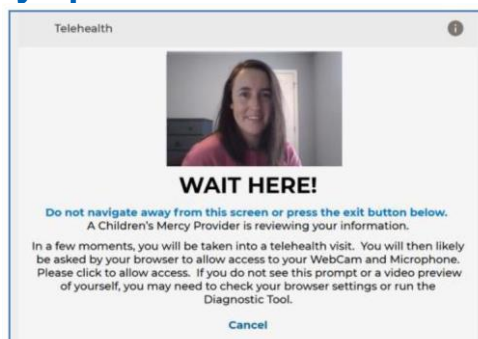 Telehealth
WAIT HERE!
Do not navigate away from this screen or press the exit button below.
A Children's Mercy Provider is reviewing your information.
In a few moments, you will be taken into a telehealth visit. You will then likely
be asked by your browser to allow access to your WebCam and Microphone.
Please click to allow access. If you do not see this prompt or a video preview
of yourself, you may need to check your browser settings or run the
Diagnostic Tool.
Cancel